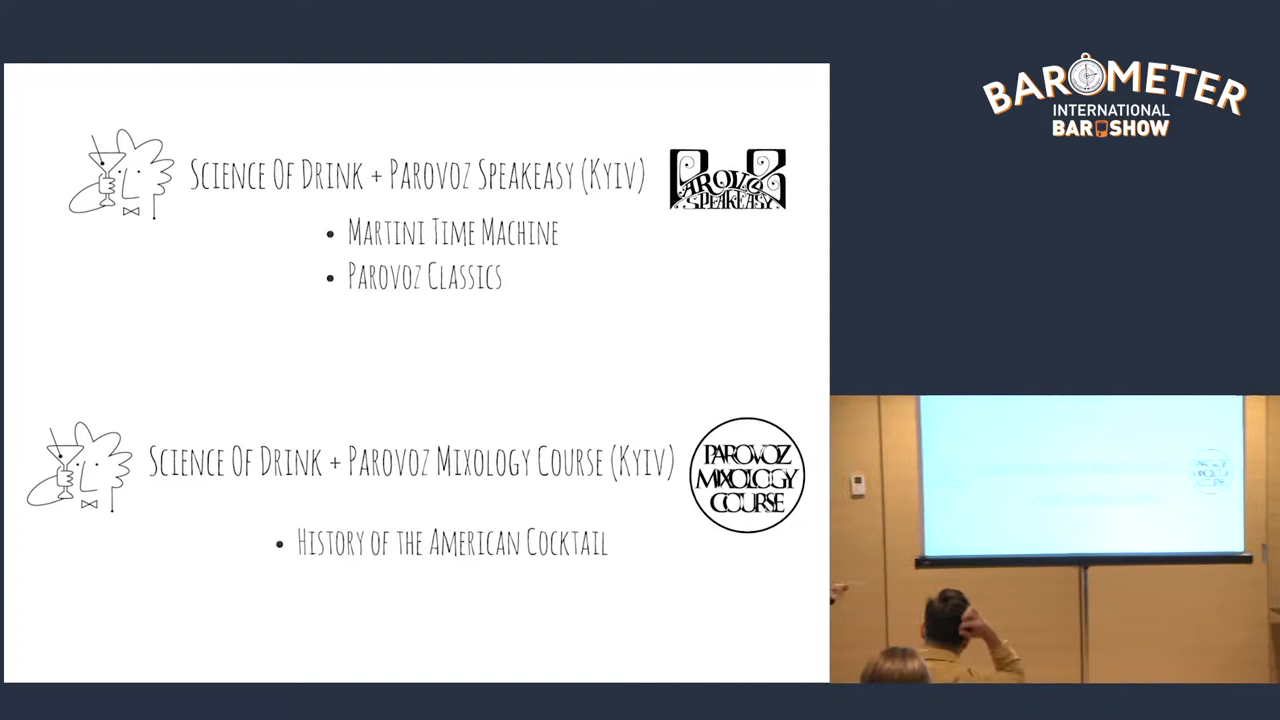 BAROMETER
INTERNATIONAL
BAR SHOW
SCIENCE OF DRINK + PAROVOZ SPEAKEASY (KYIV)
PAROVOZ
SPEAKEASY
• MARTINI TIME MACHINE
• PAROVOZ CLASSICS
SCIENCE OF DRINK + PAROVOZ MIXOLOGY COURSE (KYIV)
PAROVOZ
MIXOLOGY
COURSE
• HISTORY OF THE AMERICAN COCKTAIL